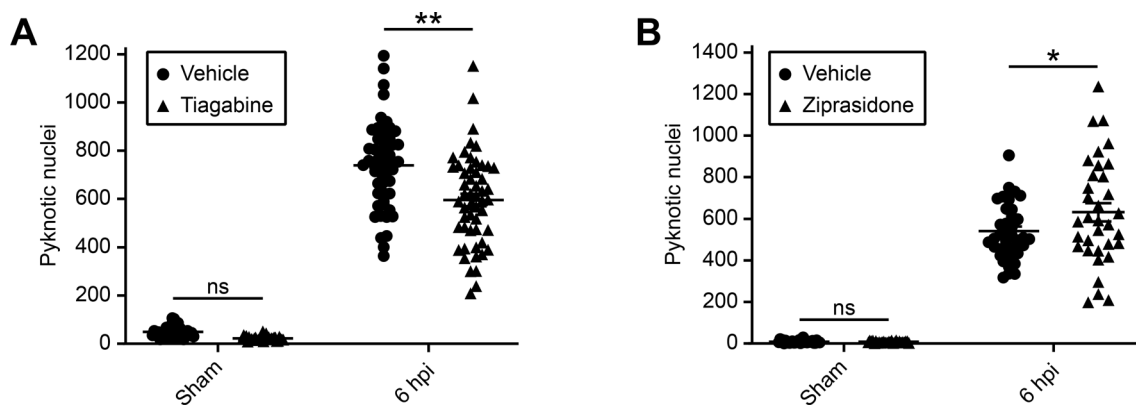 A
Pyknotic nuclei
1200
1000
800
600
400
200
0
Vehicle
Tiagabine
**
ns
Sham
6 hpi
B
Pyknotic nuclei
1400
1200
1000
800
600
400
200
0
Vehicle
Ziprasidone
*
ns
Sham
6 hpi